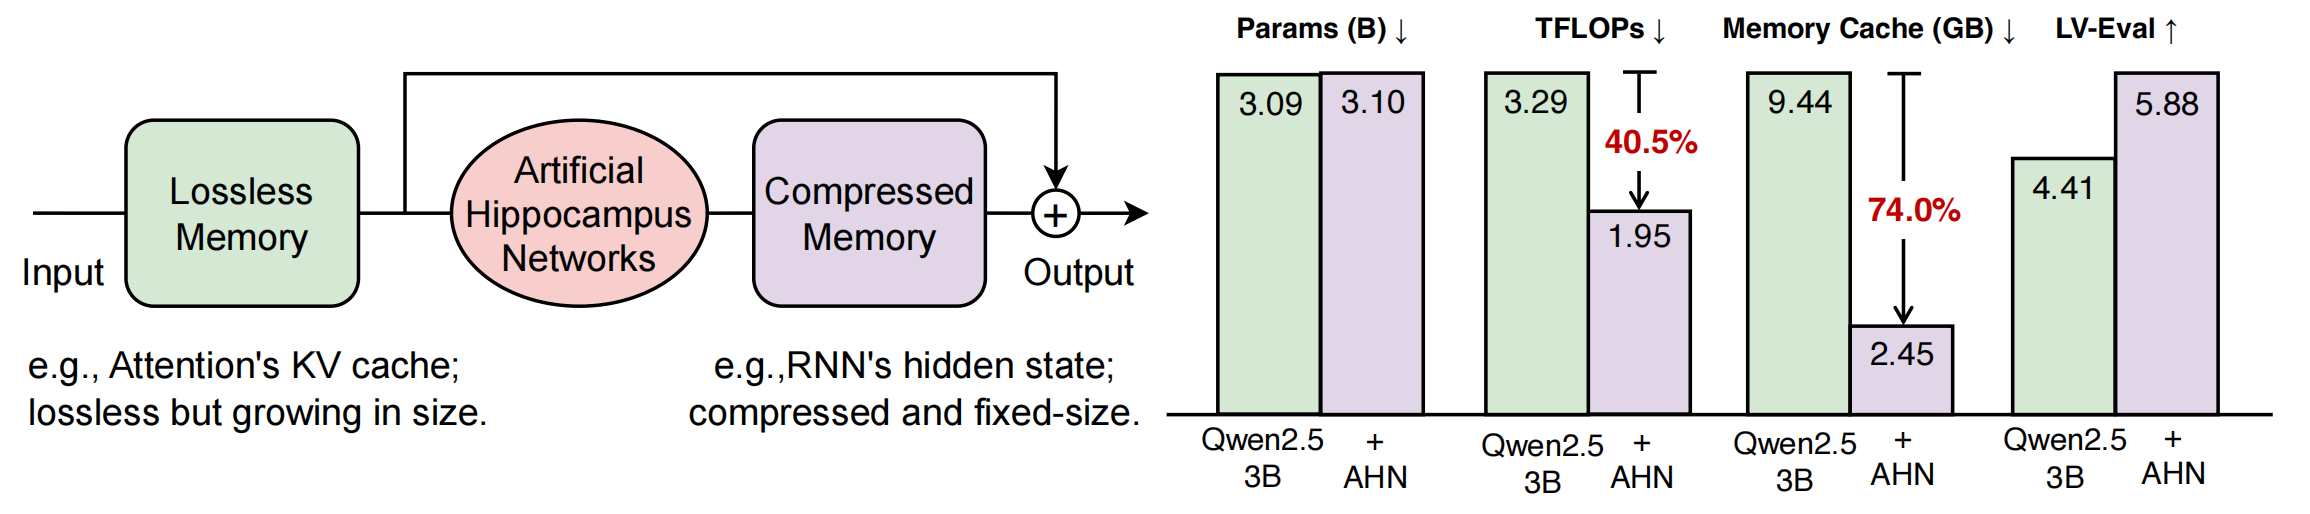 Input
Lossless
Memory
Artificial
Hippocampus
Networks
Compressed
Memory
+
Output
e.g., Attention's KV cache;
lossless but growing in size.
e.g.,RNN's hidden state;
compressed and fixed-size.
Params (B) ↓
3.09
3.10
Qwen2.5
3B
+
AHN
TFLOPs ↓
3.29
40.5%
1.95
Qwen2.5
3B
+
AHN
Memory Cache (GB) ↓
9.44
74.0%
2.45
Qwen2.5
3B
+
AHN
LV-Eval ↑
4.41
5.88
Qwen2.5
3B
+
AHN